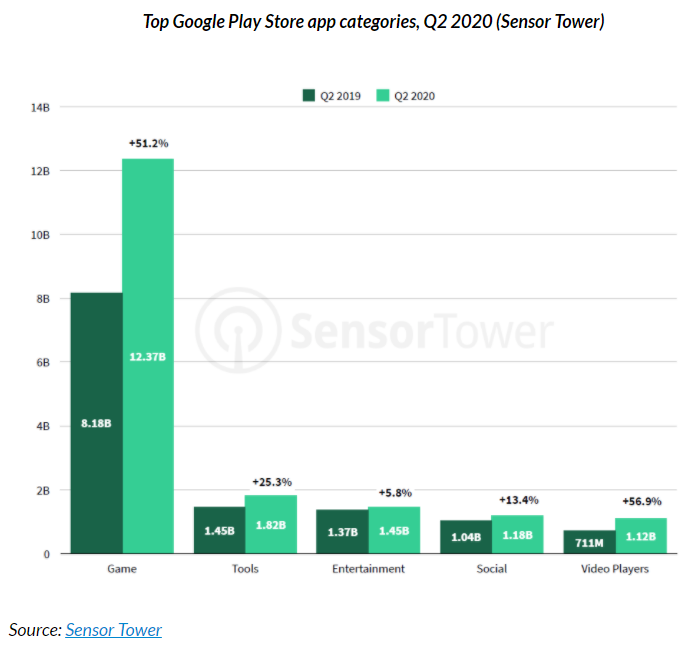 Top Google Play Store app categories, Q2 2020 (Sensor Tower)
Q2 2019 Q2 2020
14B
+51.2%
12B
10B
8B
SensorTower
6B
12.37B
4B
8.18B
2B
+25.3%
+5.8%
+13.4%
+56.9%
1.45B
1.82B
1.37B
1.45B
1.04B
1.18B
711M
1.12B
0
Game Tools Entertainment Social Video Players
Source: Sensor Tower